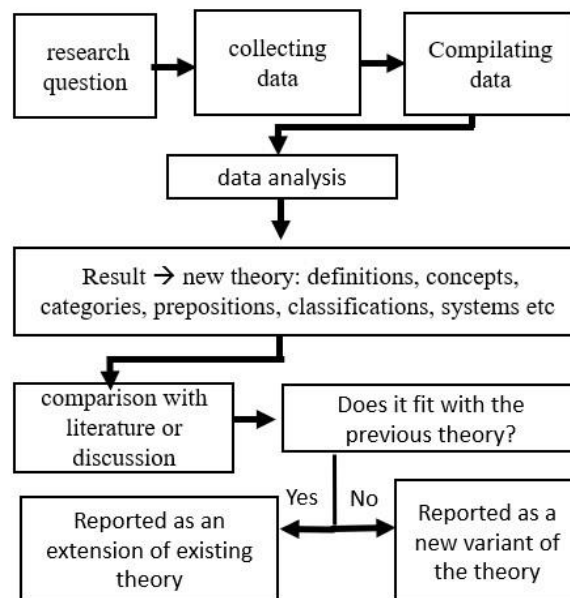 research
question
collecting
data
Compilating
data
data analysis
Result → new theory: definitions, concepts,
categories, prepositions, classifications, systems etc
comparison with
literature or
discussion
Does it fit with the
previous theory?
Yes
No
Reported as an
extension of existing
theory
Reported as a
new variant of
the theory